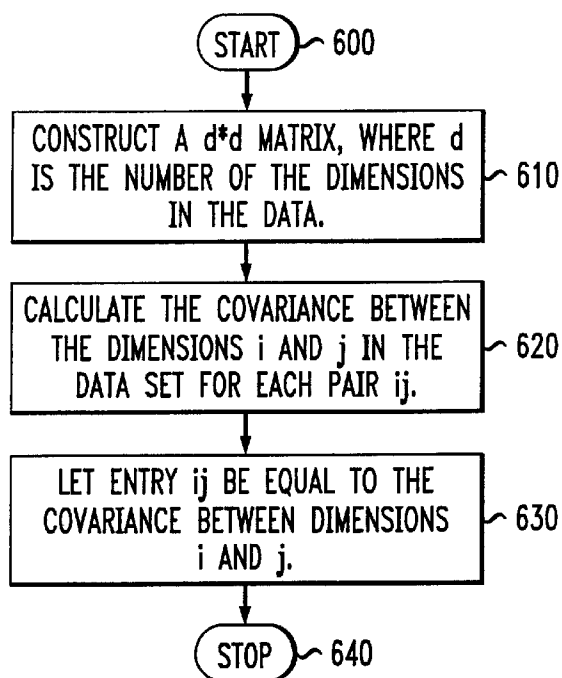 START 600
CONSTRUCT A d*d MATRIX, WHERE d
IS THE NUMBER OF THE DIMENSIONS
IN THE DATA.
610
CALCULATE THE COVARIANCE BETWEEN
THE DIMENSIONS i AND j IN THE
DATA SET FOR EACH PAIR ij.
620
LET ENTRY ij BE EQUAL TO THE
COVARIANCE BETWEEN DIMENSIONS
i AND j.
630
STOP 640